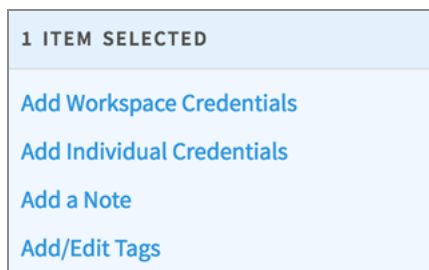 1 ITEM SELECTED
Add Workspace Credentials
Add Individual Credentials
Add a Note
Add/Edit Tags